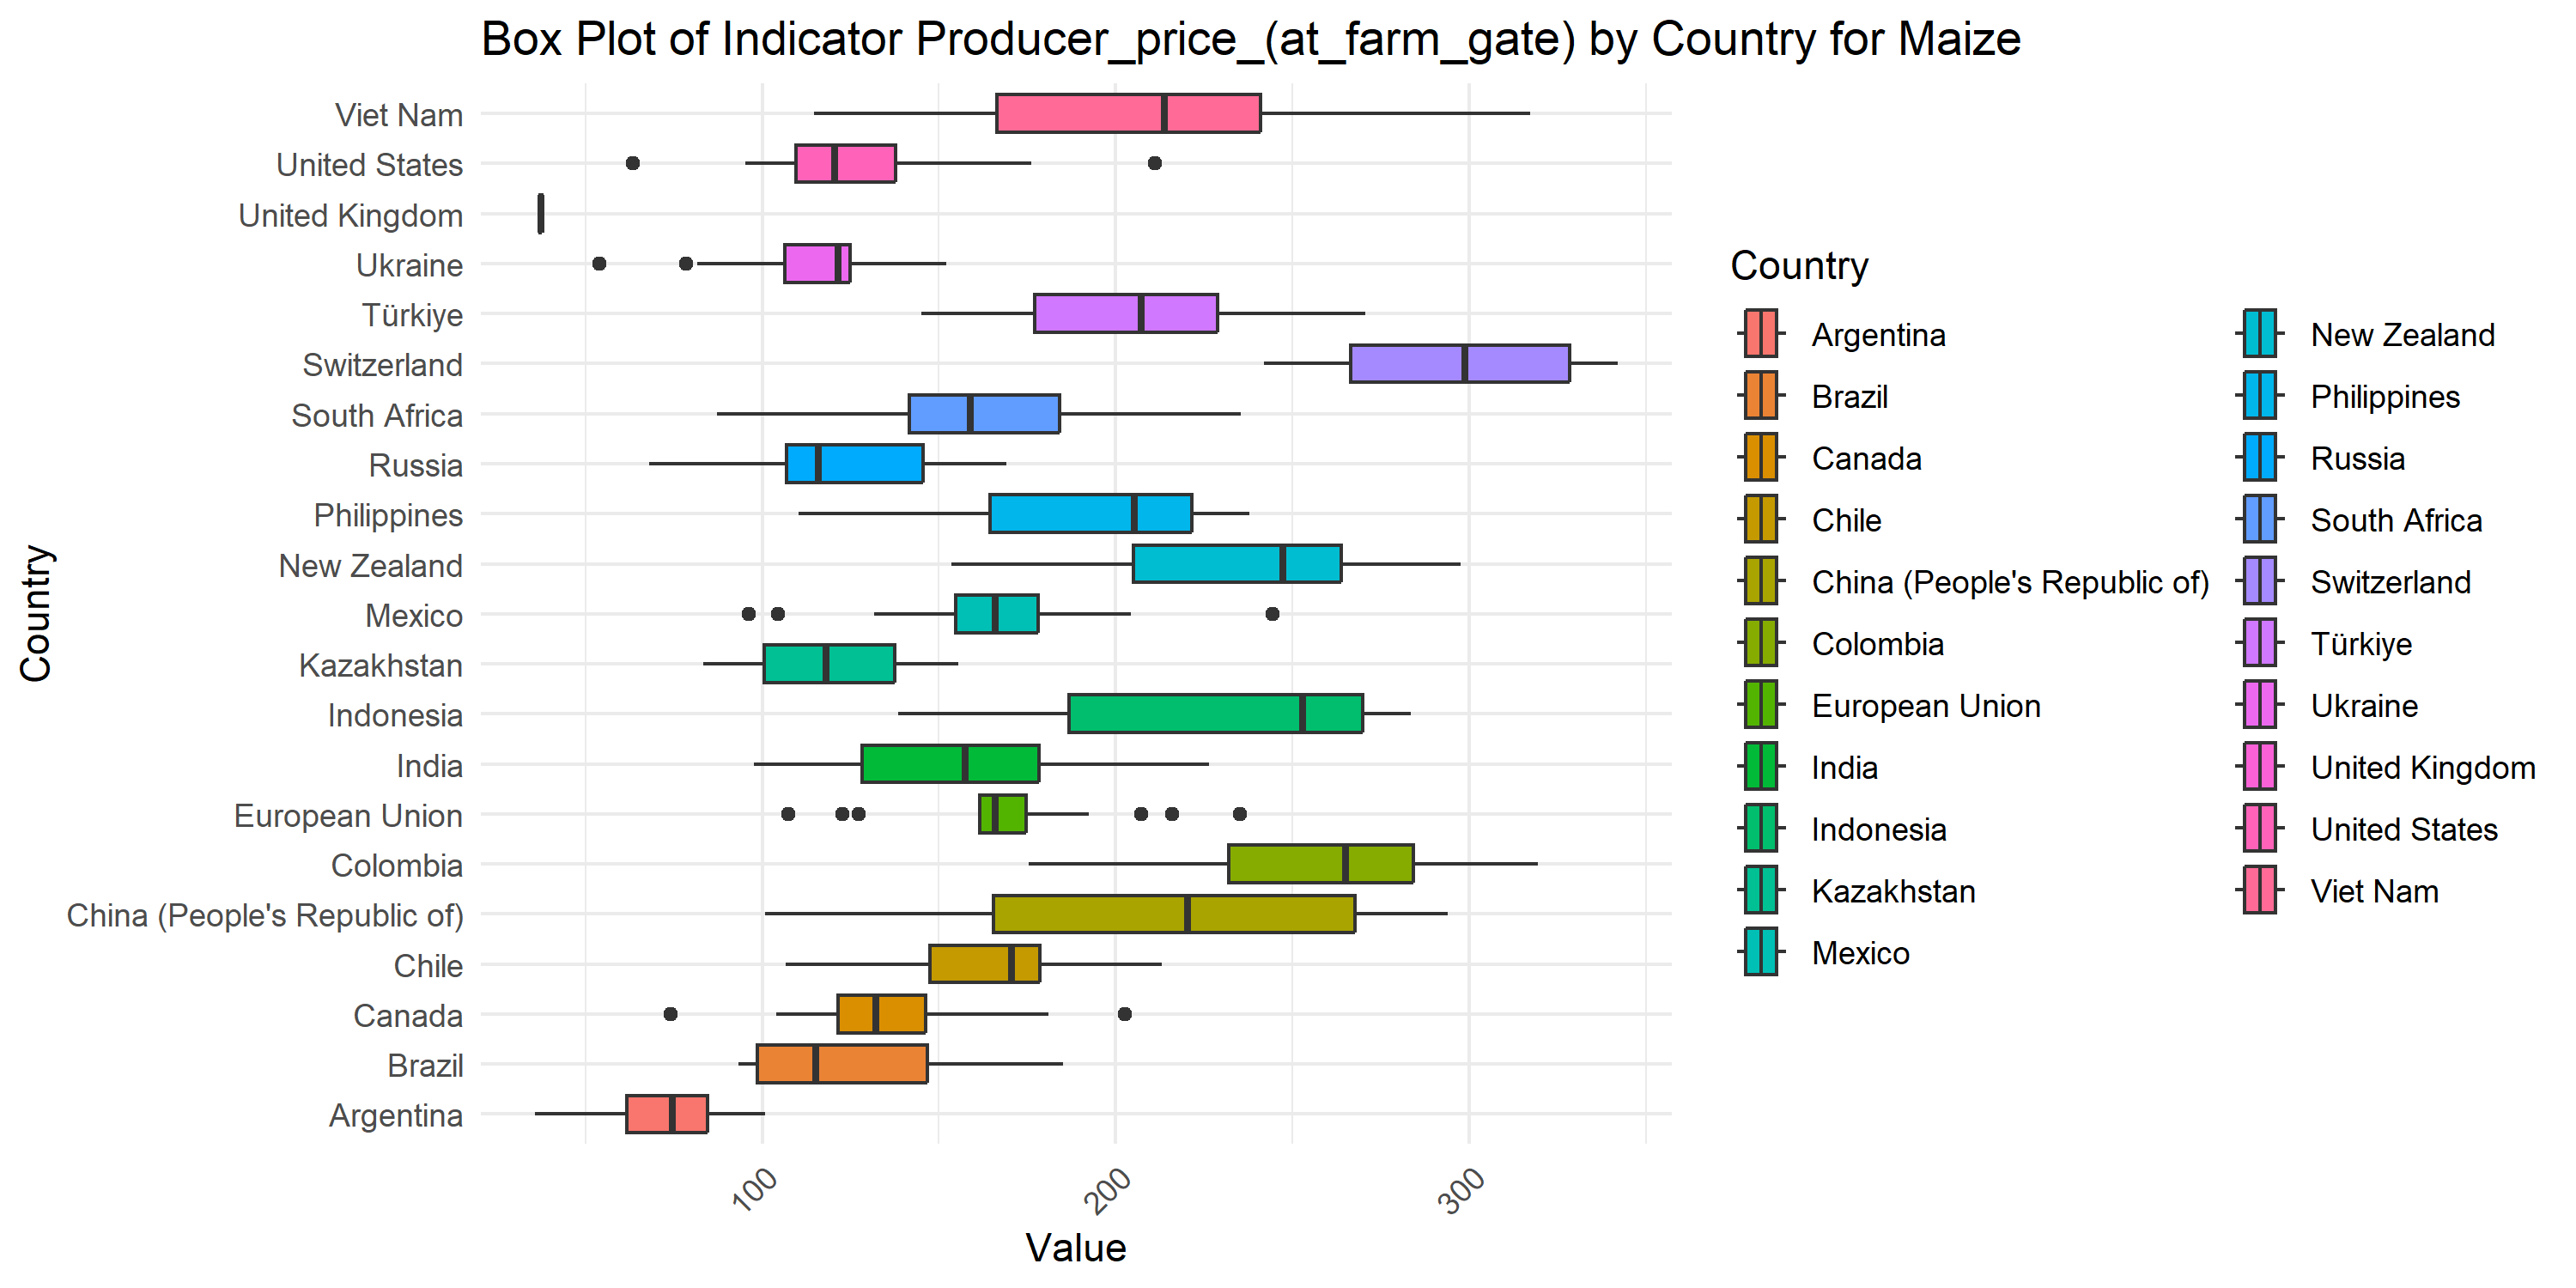 Box Plot of Indicator Producer_price_(at_farm_gate) by Country for Maize
Country
Viet Nam
United States
United Kingdom
Ukraine
Türkiye
Switzerland
South Africa
Russia
Philippines
New Zealand
Mexico
Kazakhstan
Indonesia
India
European Union
Colombia
China (People's Republic of)
Chile
Canada
Brazil
Argentina
100
200
300
Value
Country
Argentina
Brazil
Canada
Chile
China (People's Republic of)
Colombia
European Union
India
Indonesia
Kazakhstan
Mexico
New Zealand
Philippines
Russia
South Africa
Switzerland
Türkiye
Ukraine
United Kingdom
United States
Viet Nam